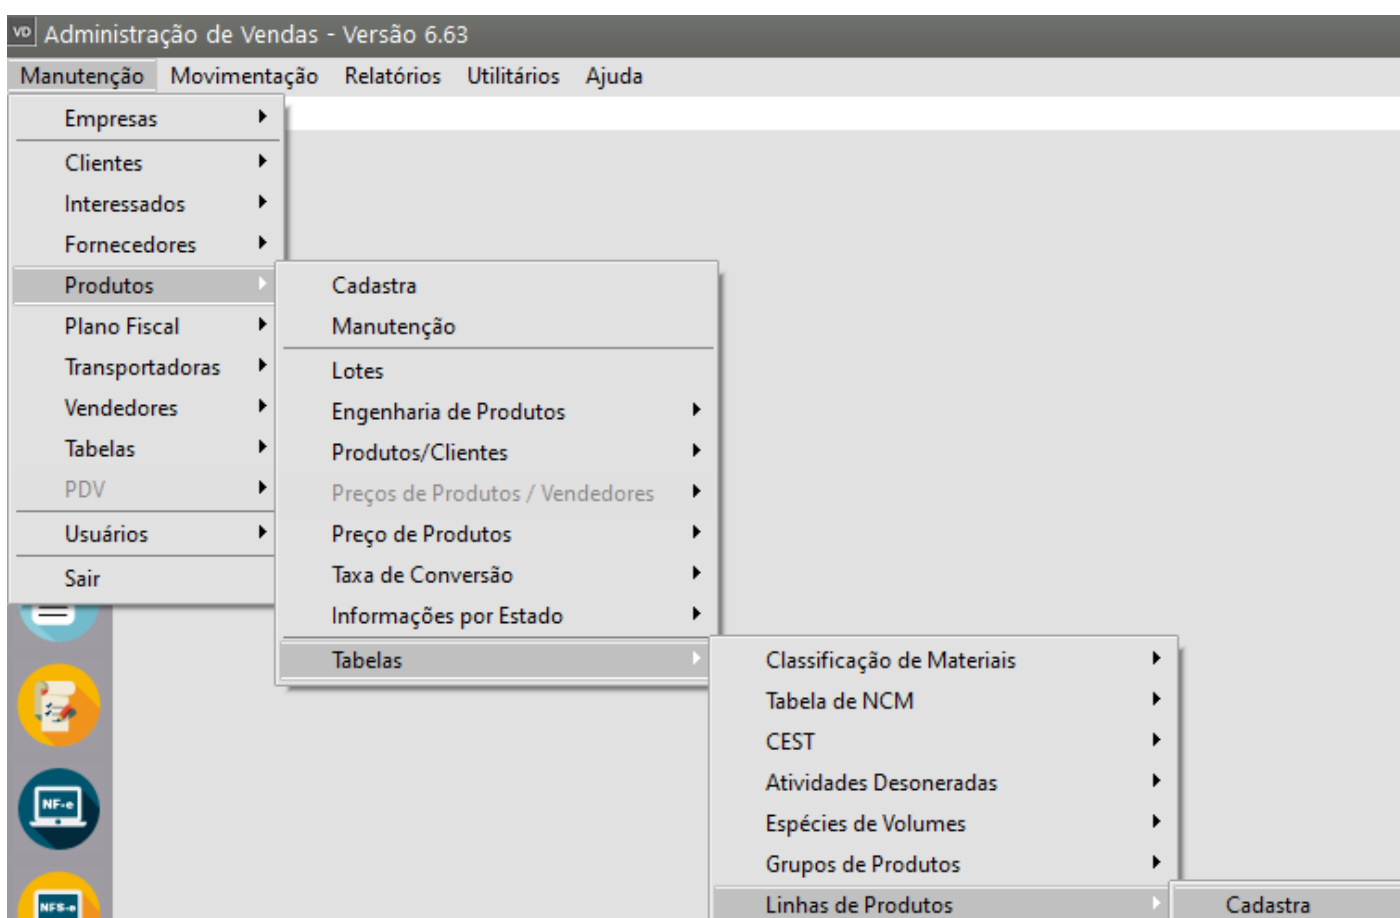 VD Administração de Vendas - Versão 6.63
Manutenção Movimentação Relatórios Utilitários Ajuda
Empresas
Clientes
Interessados
Fornecedores
Produtos
Plano Fiscal
Transportadoras
Vendedores
Tabelas
PDV
Usuários
Sair
Cadastra
Manutenção
Lotes
Engenharia de Produtos
Produtos/Clientes
Preços de Produtos / Vendedores
Preço de Produtos
Taxa de Conversão
Informações por Estado
Tabelas
Classificação de Materiais
Tabela de NCM
CEST
Atividades Desoneradas
Espécies de Volumes
Grupos de Produtos
Linhas de Produtos
Cadastra
NF-e
NFS-e